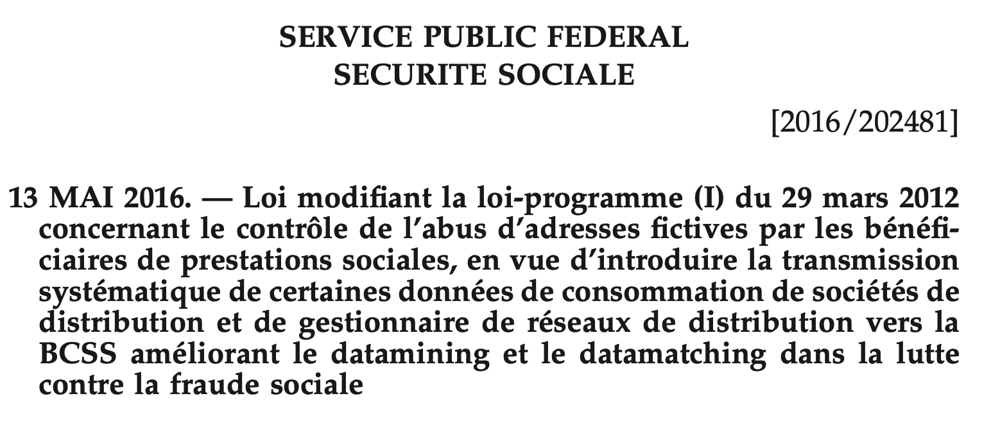 SERVICE PUBLIC FEDERAL
SECURITE SOCIALE
[2016/202481]
13 MAI 2016. — Loi modifiant la loi-programme (I) du 29 mars 2012
concernant le contrôle de l’abus d’adresses fictives par les bénéfi-
ciaires de prestations sociales, en vue d’introduire la transmission
systématique de certaines données de consommation de sociétés de
distribution et de gestionnaire de réseaux de distribution vers la
BCSS améliorant le datamining et le datamatching dans la lutte
contre la fraude sociale